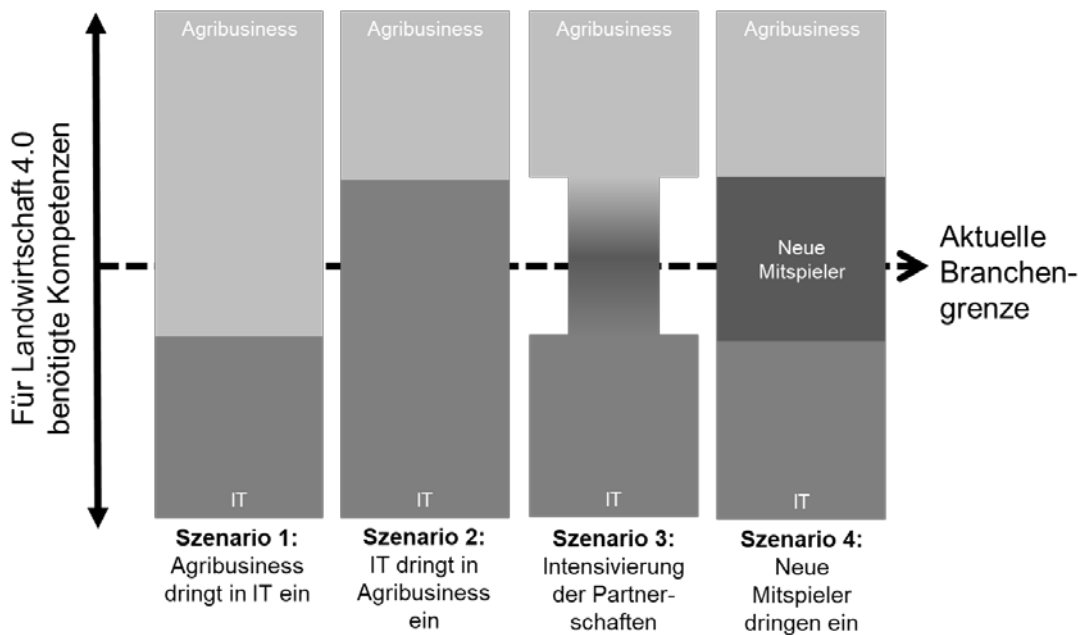 Für Landwirtschaft 4.0
benötigte Kompetenzen
Agribusiness
IT
Szenario 1:
Agribusiness
dringt in IT ein
Agribusiness
IT dringt in
Agribusiness
ein
Szenario 2:
Agribusiness
IT
Szenario 3:
Intensivierung
der Partner-
schaften
Agribusiness
Neue
Mitspieler
IT
Szenario 4:
Neue
Mitspieler
dringen ein
Aktuelle
Branchen-
grenze